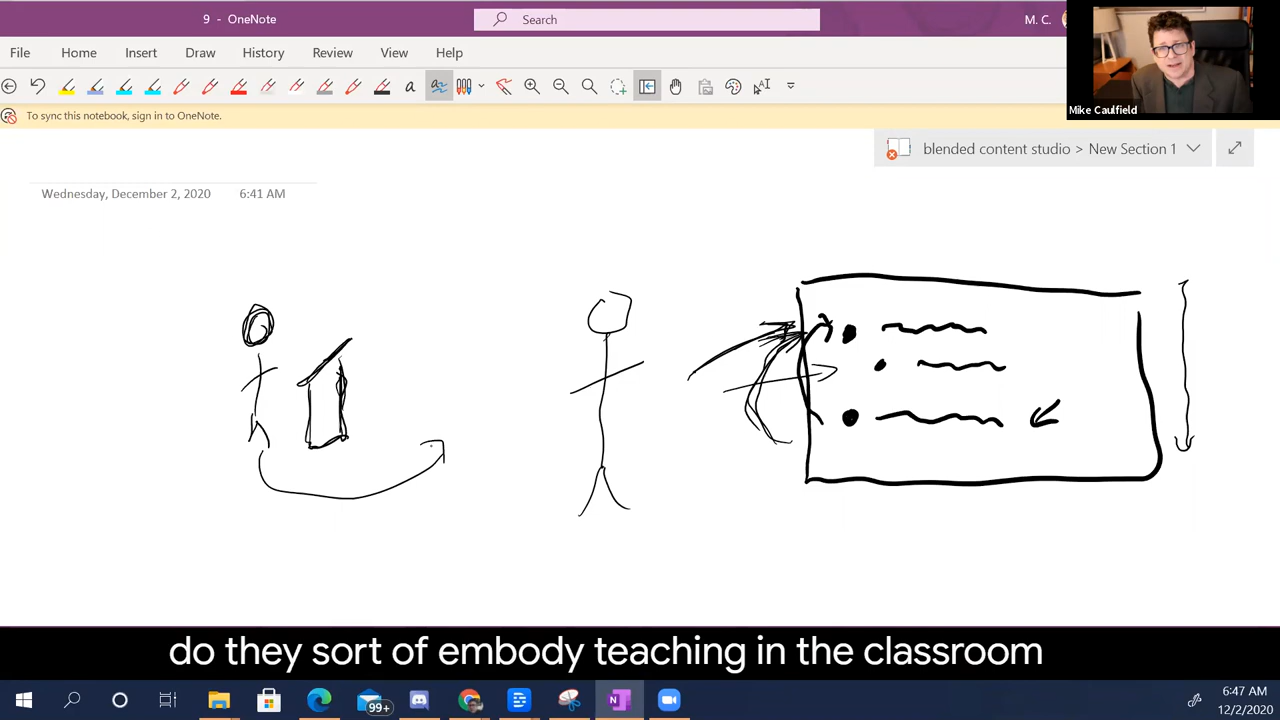 9 - OneNote
Search
M. C.
File Home Insert Draw History Review View Help
a
To sync this notebook, sign in to OneNote.
Mike Caulfield
blended content studio > New Section 1
Wednesday, December 2, 2020 6:41 AM
do they sort of embody teaching in the classroom
99+
N
6:47 AM
12/2/2020